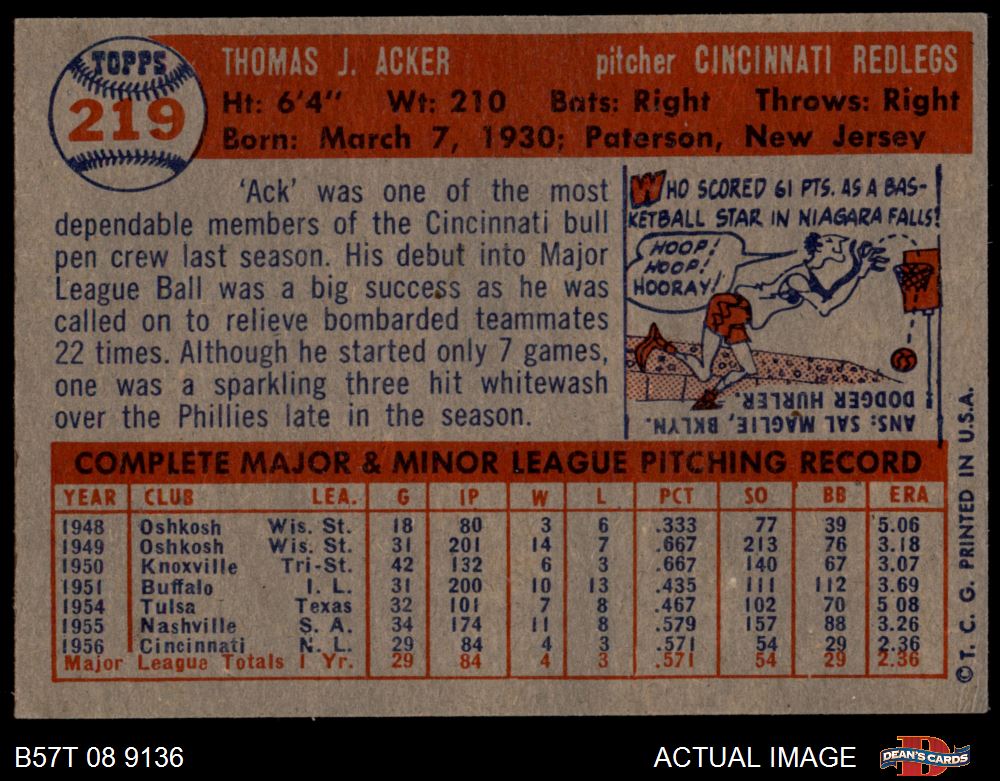 TOPPS
219
THOMAS J. ACKER pitcher CINCINNATI REDLEGS
Ht: 6'4" Wt: 210 Bats: Right Throws: Right
Born: March 7, 1930; Paterson, New Jersey
'Ack' was one of the most
dependable members of the Cincinnati bull
pen crew last season. His debut into Major
League Ball was a big success as he was
called on to relieve bombarded teammates
22 times. Although he started only 7 games,
one was a sparkling three hit whitewash
over the Phillies late in the season.
WHO SCORED 61 PTS. AS A BAS-
KETBALL STAR IN NIAGARA FALLS?
HOOP!
HOOP!
HOORAY!
ANS: SAL MAGLIE, BKLYN.
DODGER HURLER.
COMPLETE MAJOR & MINOR LEAGUE PITCHING RECORD
YEAR CLUB LEA. G IP W L PCT SO BB ERA
1948 Oshkosh Wis. St. 18 80 3 6 .333 77 39 5.06
1949 Oshkosh Wis. St. 31 201 14 7 .667 213 76 3.18
1950 Knoxville Tri-St. 42 132 6 3 .667 140 67 3.07
1951 Buffalo I. L. 31 200 10 13 .435 111 112 3.69
1954 Tulsa Texas 32 101 7 8 .467 102 70 5 08
1955 Nashville S. A. 34 174 11 8 .579 157 88 3.26
1956 Cincinnati N. L. 29 84 4 3 .571 54 29 2.36
Major League Totals 1 Yr. 29 84 4 3 .571 54 29 2.36
© T. C. G. PRINTED IN U.S.A.
B57T 08 9136 ACTUAL IMAGE DEAN'S CARDS